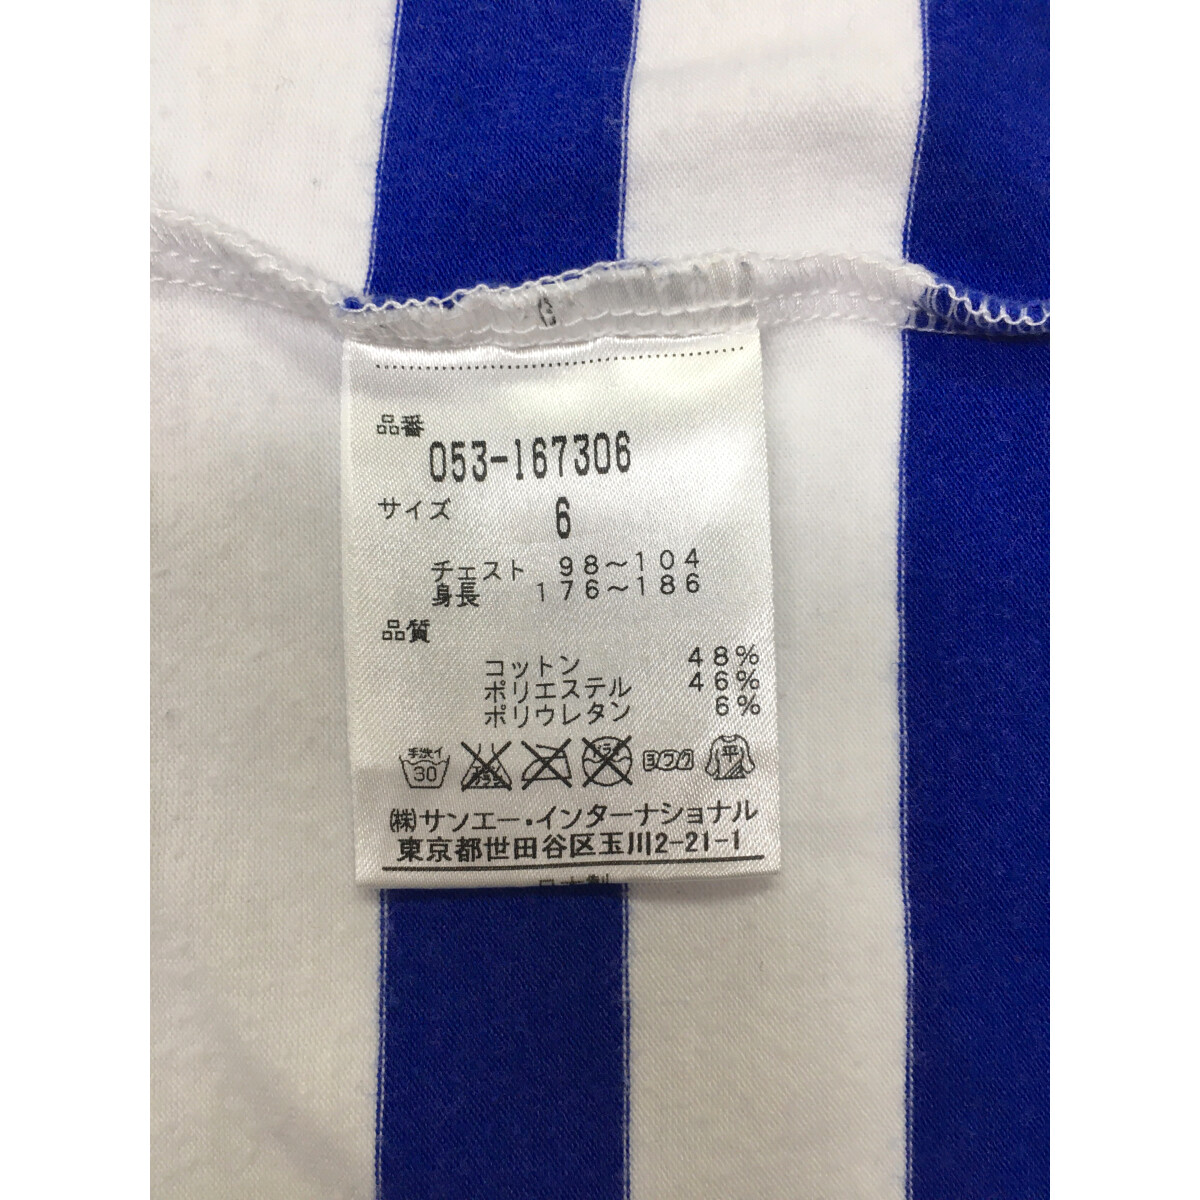 品番
053-167306
サイズ 6
チェスト 98～104
身長 176～186
品質
コットン 48%
ポリエステル 46%
ポリウレタン 6%
手洗イ 30 ヨワク 平
(株)サンエー・インターナショナル
東京都世田谷区玉川2-21-1
日本製